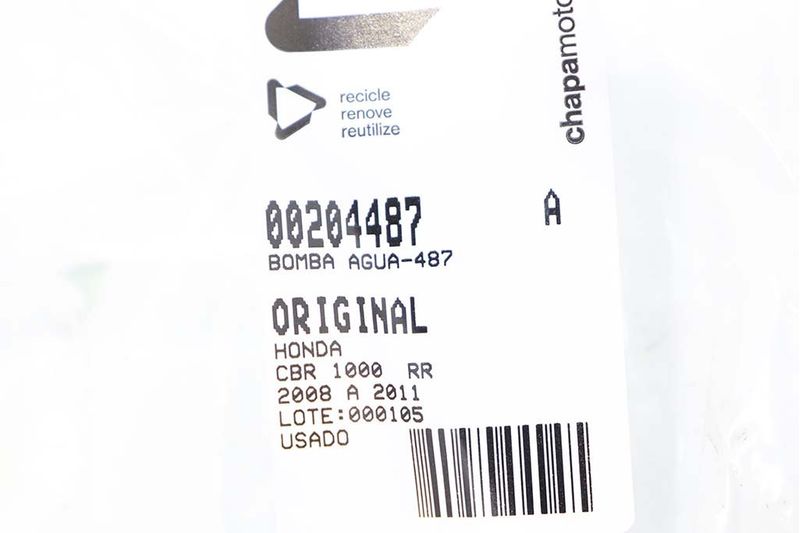 chapamoto
recicle
renove
reutilize
00204487
A
BOMBA AGUA-487
ORIGINAL
HONDA
CBR 1000 RR
2008 A 2011
LOTE:000105
USADO